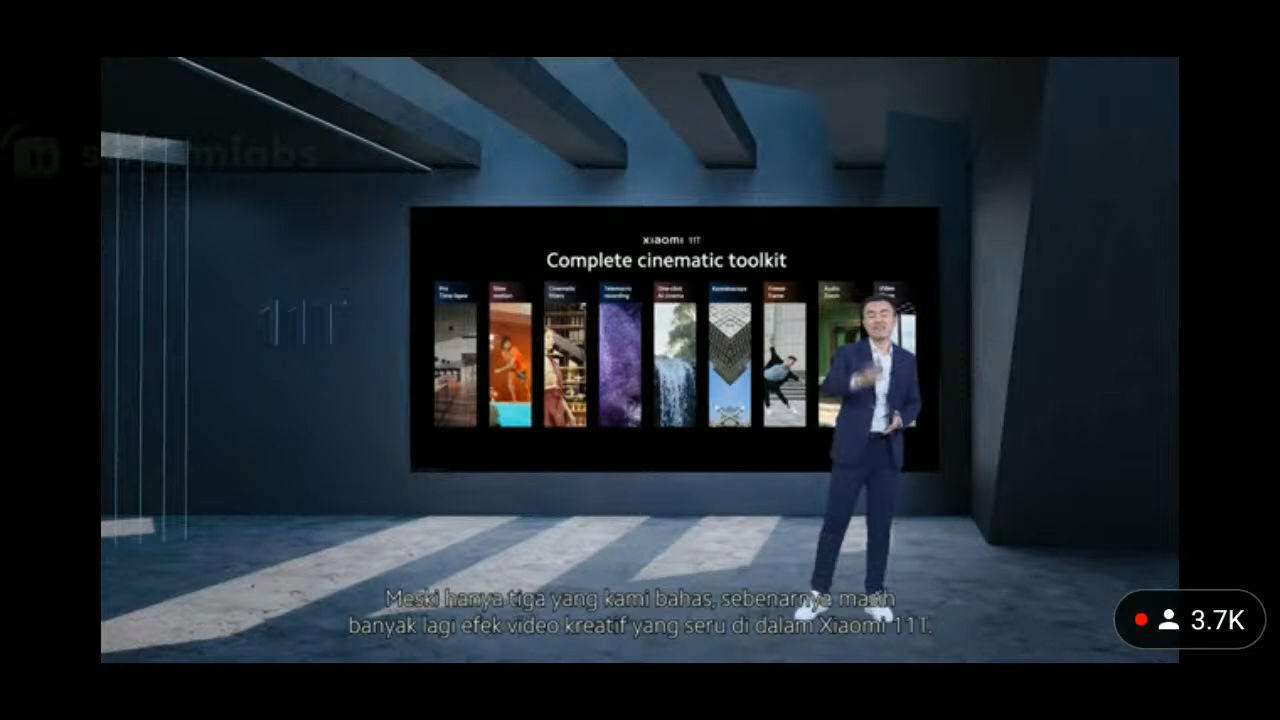 streamlabs
xiaomi 11T
Complete cinematic toolkit
Pro
Time-lapse
Slow
motion
Cinematic
filters
Telemacro
recording
One-click
AI cinema
Kaleidoscope
Freeze
frame
Audio
Zoom
Video
11T
Meski hanya tiga yang kami bahas, sebenarnya masih
banyak lagi efek video kreatif yang seru di dalam Xiaomi 11T.
3.7K